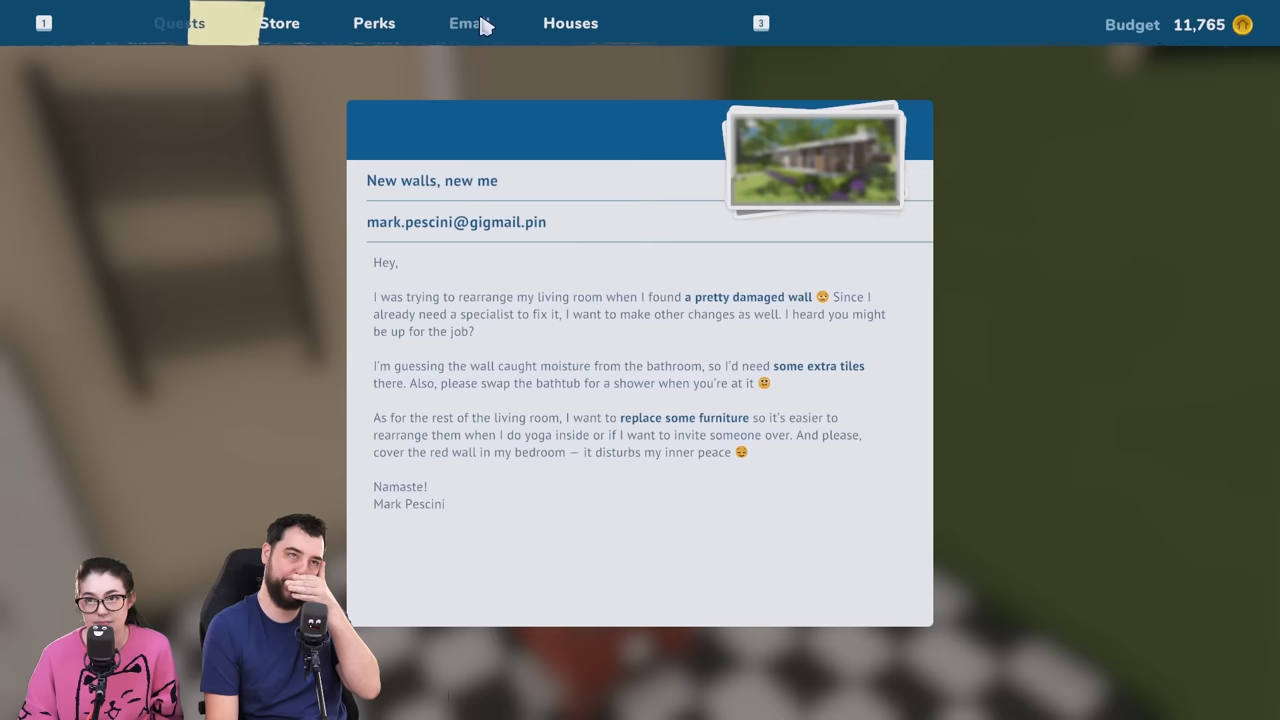 1 Quests Store Perks Email Houses 3 Budget 11,765
New walls, new me
mark.pescini@gigmail.pin
Hey,
I was trying to rearrange my living room when I found a pretty damaged wall Since I
already need a specialist to fix it, I want to make other changes as well. I heard you might
be up for the job?
I'm guessing the wall caught moisture from the bathroom, so I'd need some extra tiles
there. Also, please swap the bathtub for a shower when you're at it
As for the rest of the living room, I want to replace some furniture so it's easier to
rearrange them when I do yoga inside or if I want to invite someone over. And please,
cover the red wall in my bedroom — it disturbs my inner peace
Namaste!
Mark Pescini